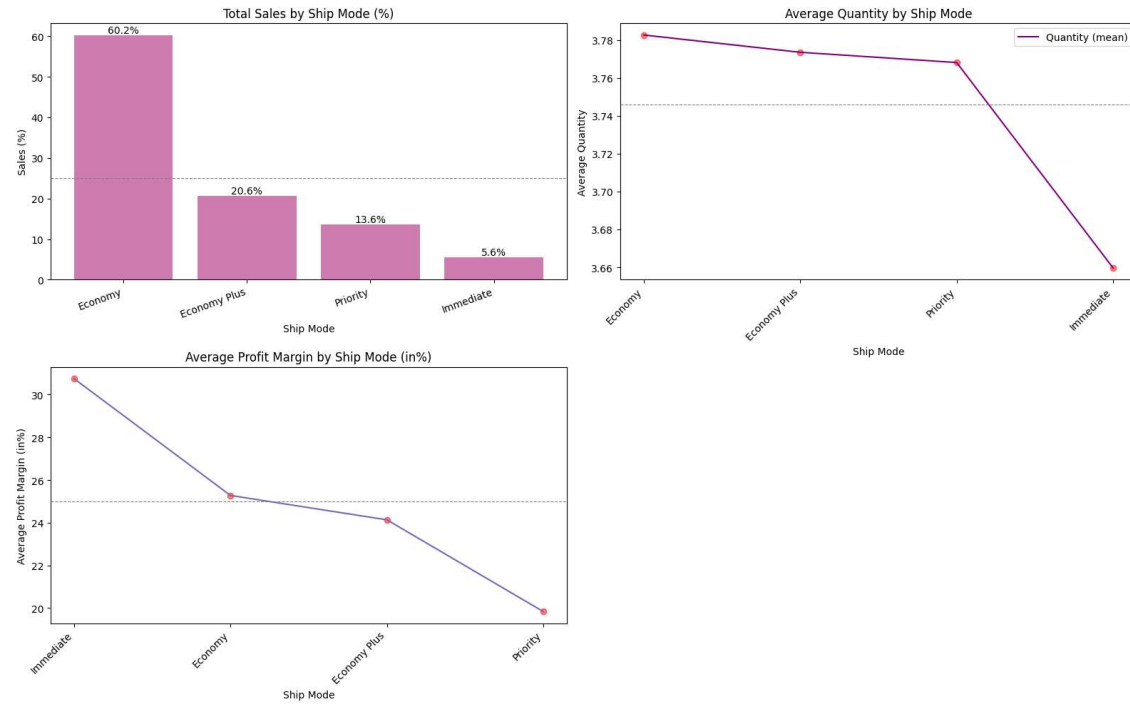 Total Sales by Ship Mode (%)
Sales (%)
60
50
40
30
20
10
0
60.2%
20.6%
13.6%
5.6%
Economy
Economy Plus
Priority
Immediate
Ship Mode
Average Quantity by Ship Mode
Quantity (mean)
Average Quantity
3.78
3.76
3.74
3.72
3.70
3.68
3.66
Economy
Economy Plus
Priority
Immediate
Ship Mode
Average Profit Margin by Ship Mode (in%)
Average Profit Margin (in%)
30
28
26
24
22
20
Immediate
Economy
Economy Plus
Priority
Ship Mode